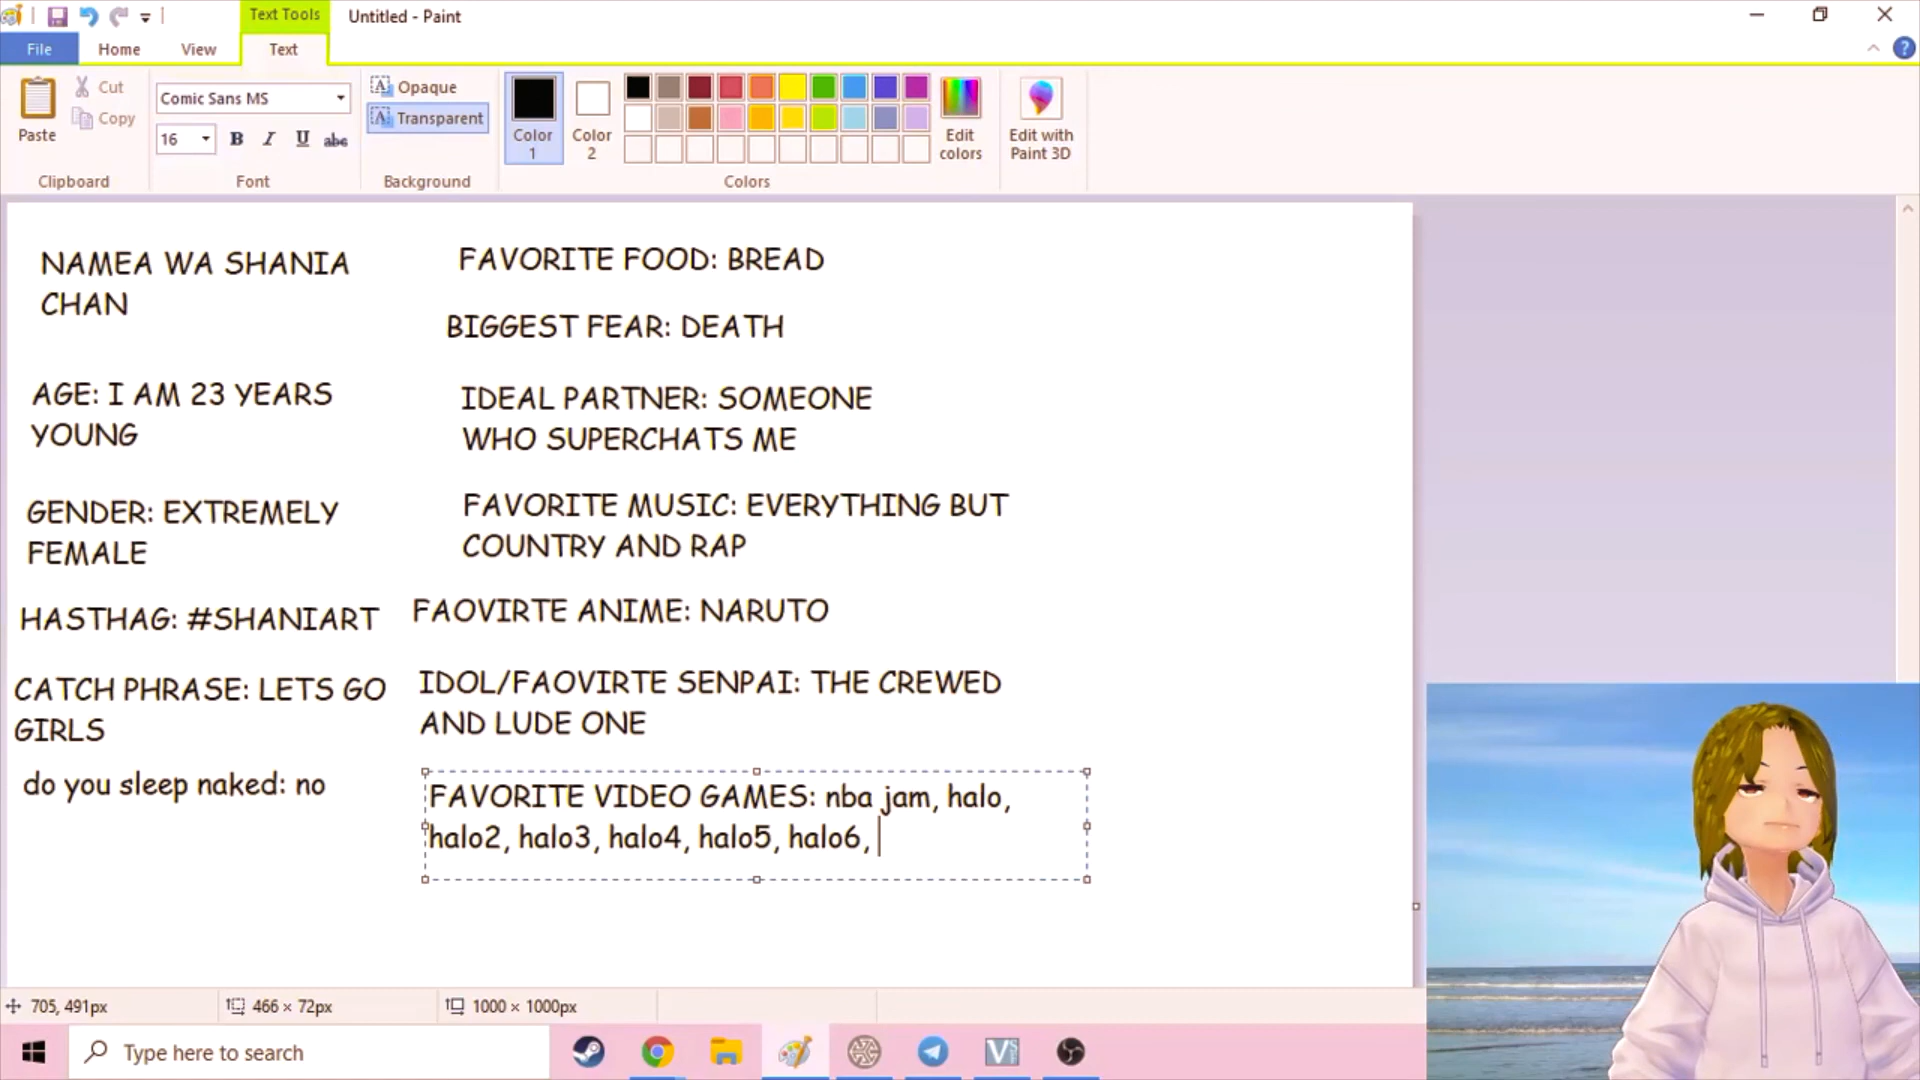 Text Tools
Untitled - Paint
File
Home
View
Text
Paste
Cut
Copy
Clipboard
Comic Sans MS
16
B
I
U
abc
Font
Opaque
Transparent
Background
Color
1
Color
2
Edit
colors
Colors
Edit with
Paint 3D
NAMEA WA SHANIA
CHAN
AGE: I AM 23 YEARS
YOUNG
GENDER: EXTREMELY
FEMALE
HASTHAG: #SHANIART
CATCH PHRASE: LETS GO
GIRLS
do you sleep naked: no
FAVORITE FOOD: BREAD
BIGGEST FEAR: DEATH
IDEAL PARTNER: SOMEONE
WHO SUPERCHATS ME
FAVORITE MUSIC: EVERYTHING BUT
COUNTRY AND RAP
FAOVIRTE ANIME: NARUTO
IDOL/FAOVIRTE SENPAI: THE CREWED
AND LUDE ONE
FAVORITE VIDEO GAMES: nba jam, halo,
halo2, halo3, halo4, halo5, halo6,
705, 491px
466 × 72px
1000 × 1000px
Type here to search